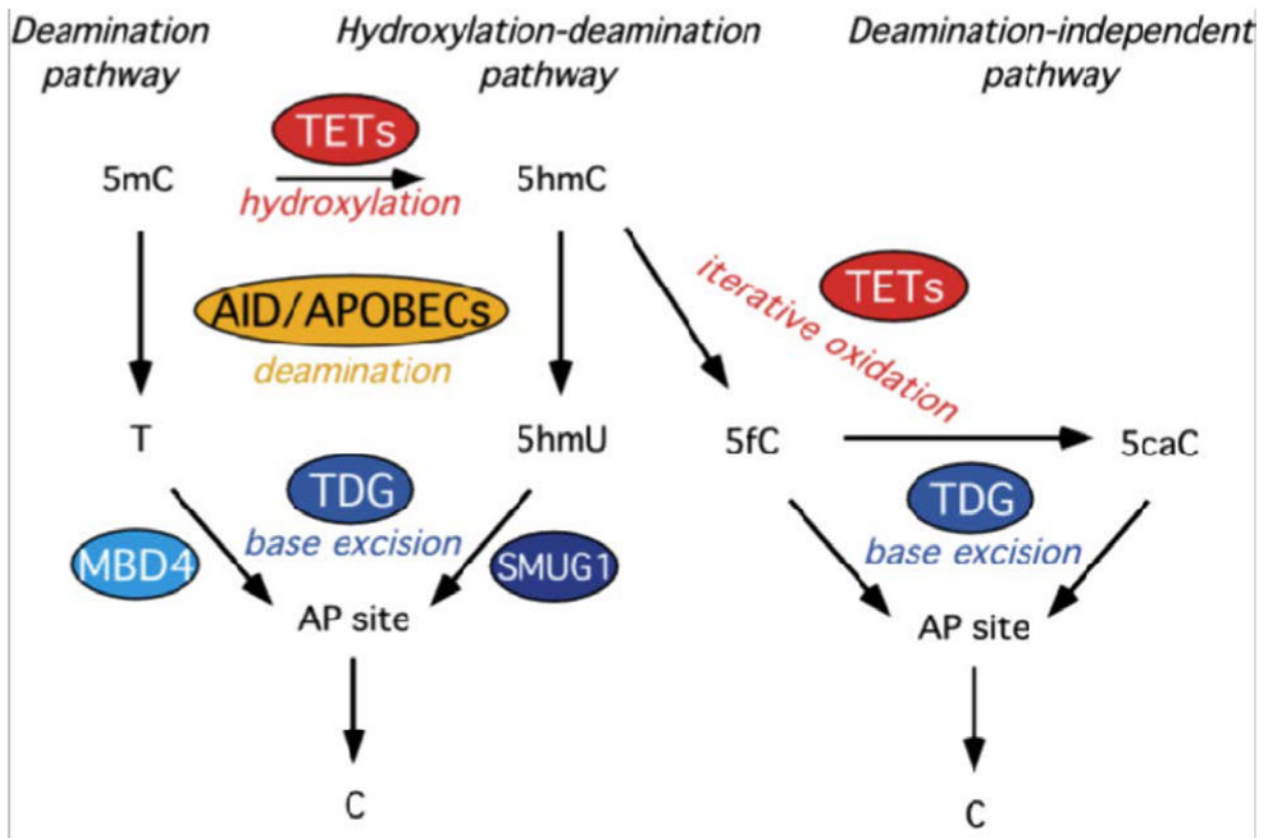 Deamination
pathway
Hydroxylation-deamination
pathway
Deamination-independent
pathway
TETs
5mC
hydroxylation
5hmC
iterative oxidation
TETs
AID/APOBECs
deamination
T
5hmU
5fC
5caC
TDG
base excision
MBD4
SMUG1
TDG
base excision
AP site
AP site
C
C